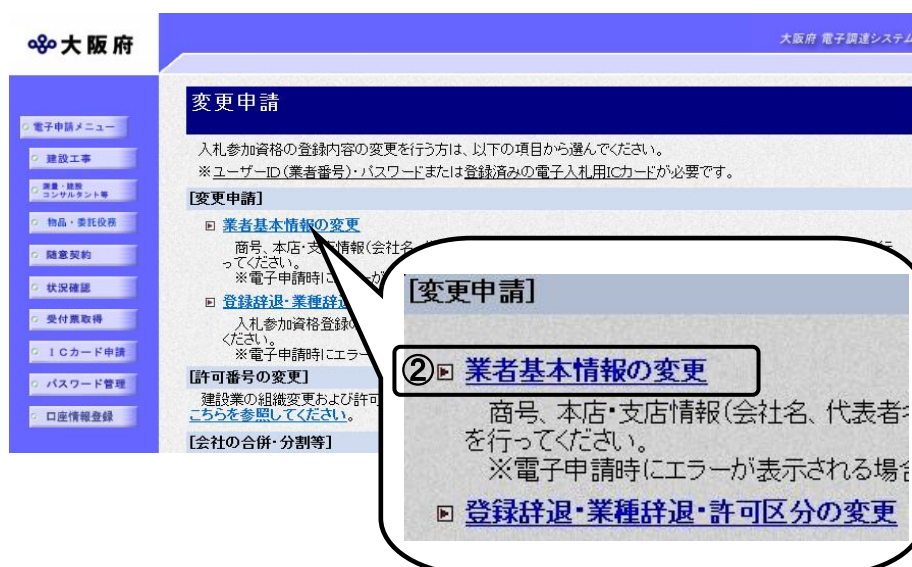 大阪府
大阪府 電子調達システム
電子申請メニュー
建設工事
測量・建設
コンサルタント等
物品・委託役務
随意契約
状況確認
受付票取得
ICカード申請
パスワード管理
口座情報登録
変更申請
入札参加資格の登録内容の変更を行う方は、以下の項目から選んでください。
※ユーザーID(業者番号)・パスワードまたは登録済みの電子入札用ICカードが必要です。
[変更申請]
業者基本情報の変更
商号、本店・支店情報(会社名
ってください。
※電子申請時に
登録辞退・業種辞退
入札参加資格登録
ください。
※電子申請時にエラー
[許可番号の変更]
建設業の組織変更および許可
こちらを参照してください。
[会社の合併・分割等]
[変更申請]
②業者基本情報の変更
商号、本店・支店情報(会社名、代表者
を行ってください。
※電子申請時にエラーが表示される場合
登録辞退・業種辞退・許可区分の変更